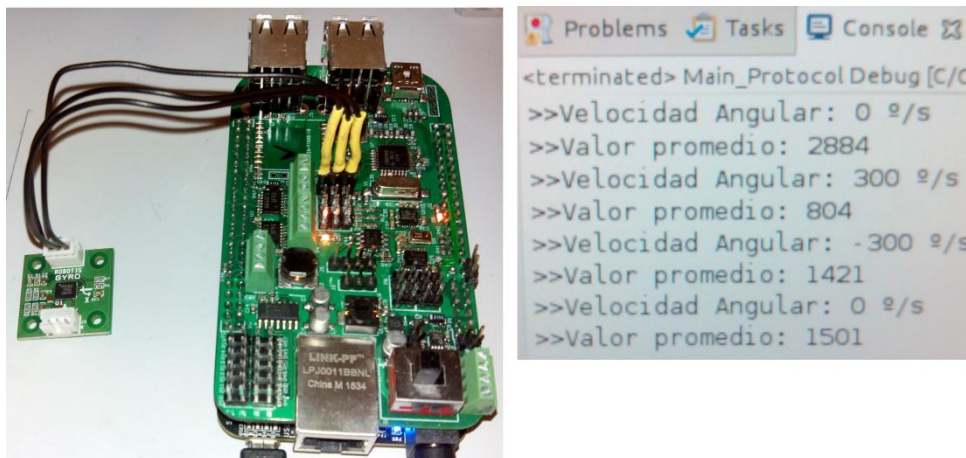 ROBOTIS
GYRO
LINK-PP™
LPJ0011BBNL
China M 1534
Problems Tasks Console
<terminated> Main_Protocol Debug [C/C
>>Velocidad Angular: 0 º/s
>>Valor promedio: 2884
>>Velocidad Angular: 300 º/s
>>Valor promedio: 804
>>Velocidad Angular: -300 º/s
>>Valor promedio: 1421
>>Velocidad Angular: 0 º/s
>>Valor promedio: 1501